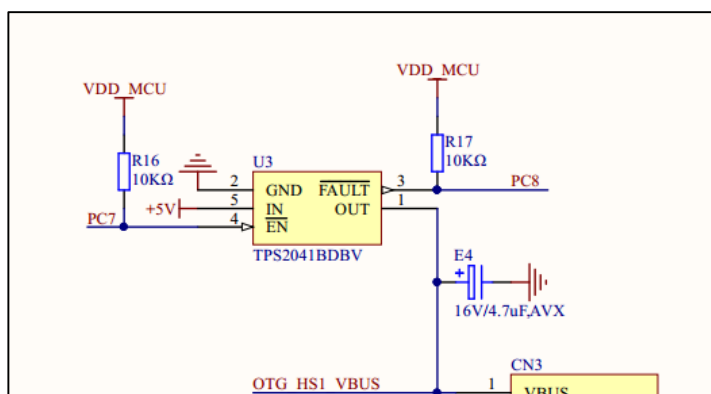 VDD_MCU
VDD_MCU
R16
10KΩ
R17
10KΩ
U3
2 GND FAULT 3
PC8
+5V 5 IN OUT 1
PC7 4 EN
TPS2041BDBV
E4
+
16V/4.7uF,AVX
CN3
OTG_HS1_VBUS 1 VBUS